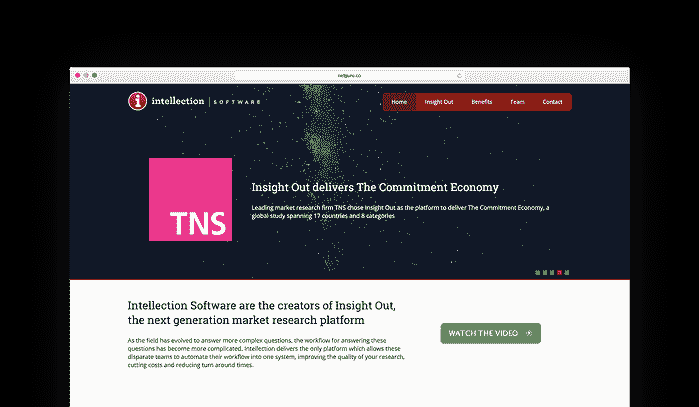 netguru.co
intellection | SOFTWARE
Home Insight Out Benefits Team Contact
TNS
Insight Out delivers The Commitment Economy
Leading market research firm TNS chose Insight Out as the platform to deliver The Commitment Economy, a
global study spanning 17 countries and 8 categories
Intellection Software are the creators of Insight Out,
the next generation market research platform
As the field has evolved to answer more complex questions, the workflow for answering these
questions has become more complicated. Intellection delivers the only platform which allows these
disparate teams to automate their workflow into one system, improving the quality of your research,
cutting costs and reducing turn around times.
WATCH THE VIDEO